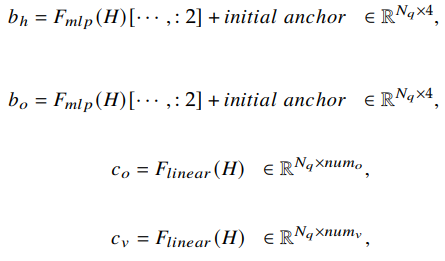 b_h = F_{mlp}(H)[⋯ , : 2] + initial anchor ∈ ℝ^{N_q×4},
b_o = F_{mlp}(H)[⋯ , : 2] + initial anchor ∈ ℝ^{N_q×4},
c_o = F_{linear}(H) ∈ ℝ^{N_q×num_o},
c_v = F_{linear}(H) ∈ ℝ^{N_q×num_v},